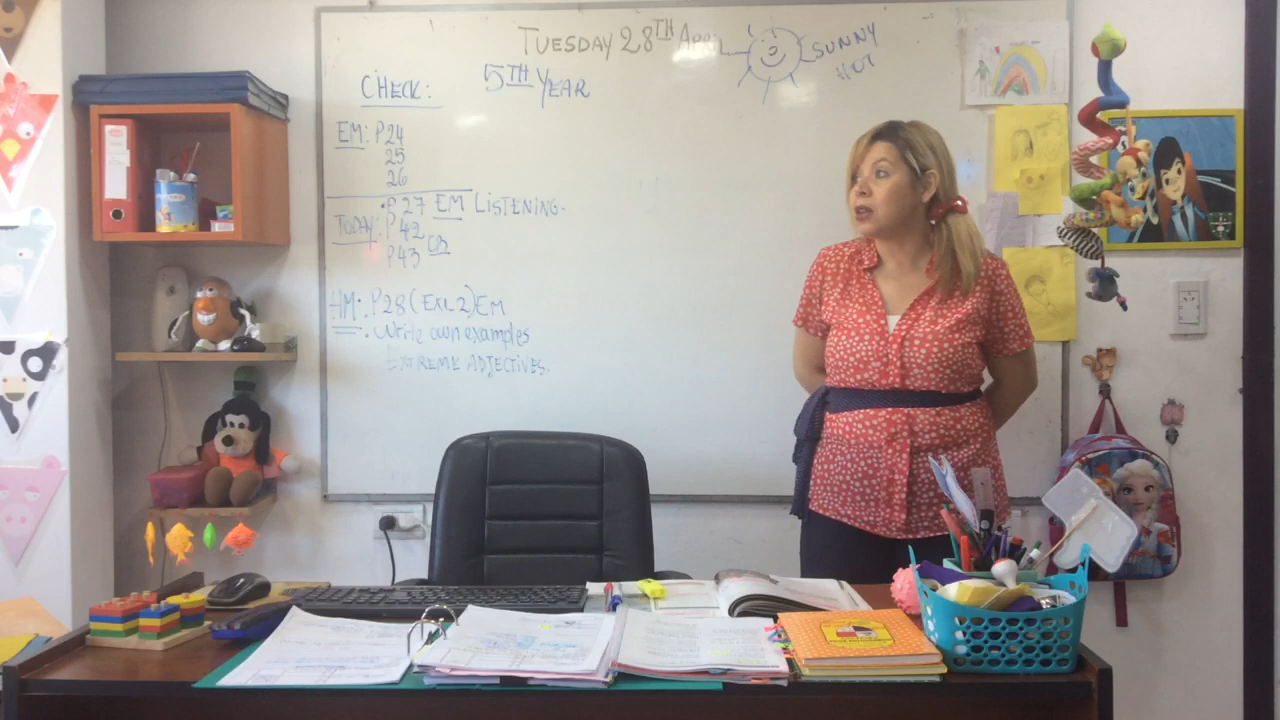 TUESDAY 28TH APRIL
SUNNY
HOT
CHECK:
5TH YEAR
EM: P24
25
26
• P27 EM LISTENING-
TODAY: P42
P43 CB
HM: • P28 (EX. 2) EM
• Write own examples
EXTREME ADJECTIVES.